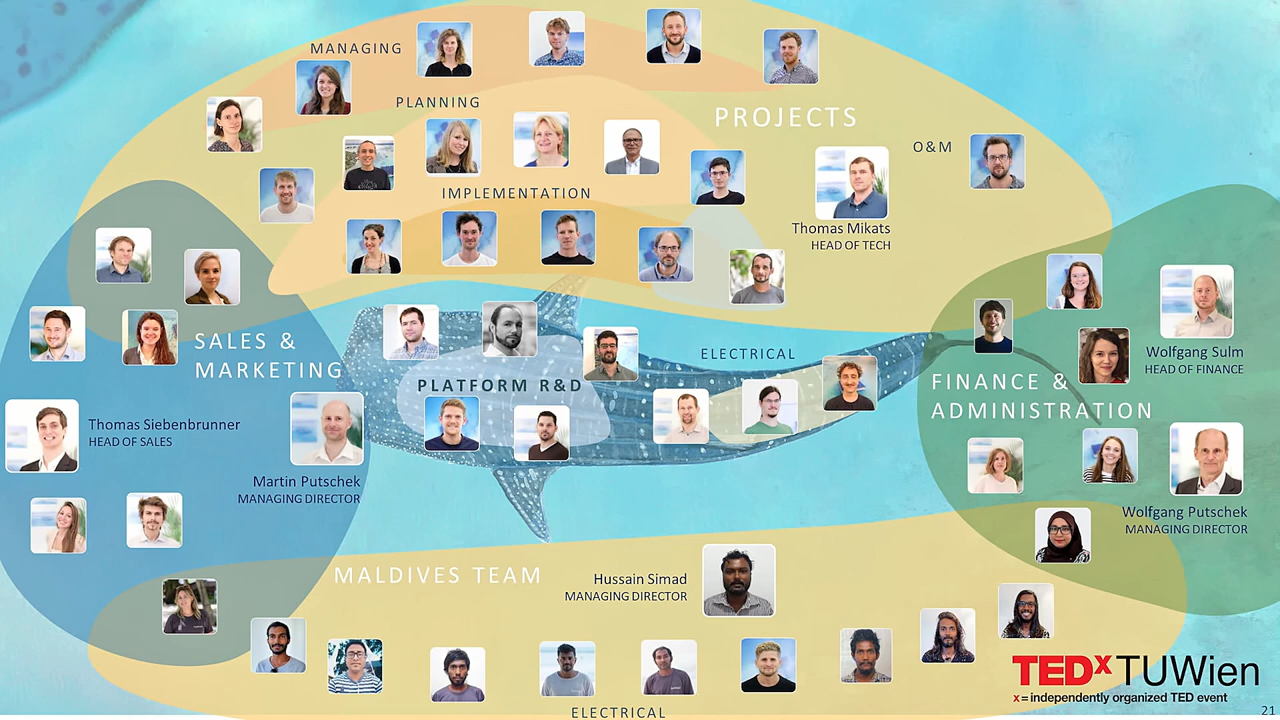 MANAGING
PLANNING
PROJECTS
O&M
IMPLEMENTATION
Thomas Mikats
HEAD OF TECH
SALES &
MARKETING
PLATFORM R&D
ELECTRICAL
Wolfgang Sulm
HEAD OF FINANCE
FINANCE &
ADMINISTRATION
Thomas Siebenbrunner
HEAD OF SALES
Martin Putschek
MANAGING DIRECTOR
Wolfgang Putschek
MANAGING DIRECTOR
MALDIVES TEAM
Hussain Simad
MANAGING DIRECTOR
ELECTRICAL
TEDxTUWien
x = independently organized TED event
21